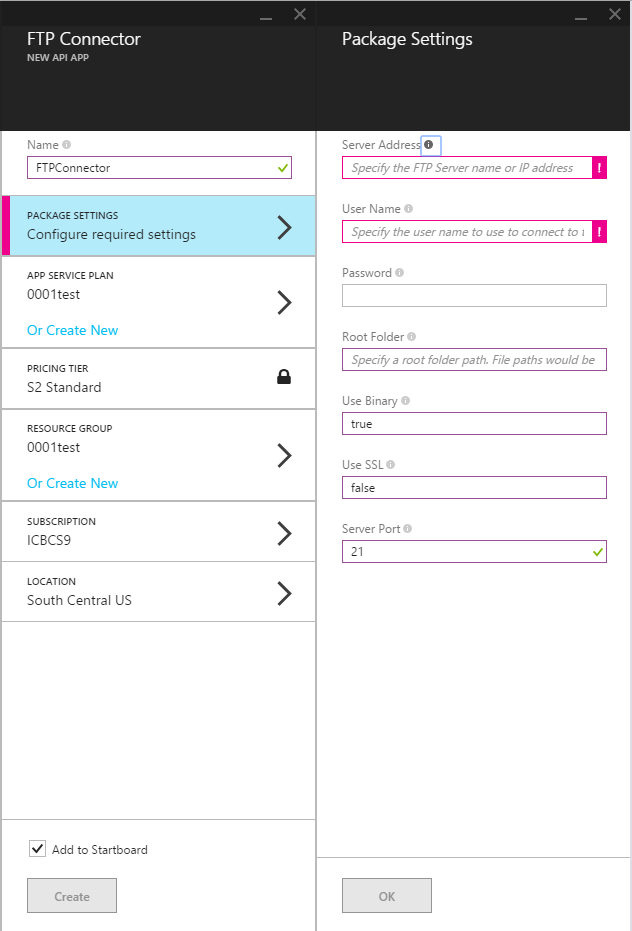 FTP Connector
NEW API APP
Name
FTPConnector
PACKAGE SETTINGS
Configure required settings
APP SERVICE PLAN
0001test
Or Create New
PRICING TIER
S2 Standard
RESOURCE GROUP
0001test
Or Create New
SUBSCRIPTION
ICBCS9
LOCATION
South Central US
Add to Startboard
Create
Package Settings
Server Address
Specify the FTP Server name or IP address
User Name
Specify the user name to use to connect to t
Password
Root Folder
Specify a root folder path. File paths would be
Use Binary
true
Use SSL
false
Server Port
21
OK